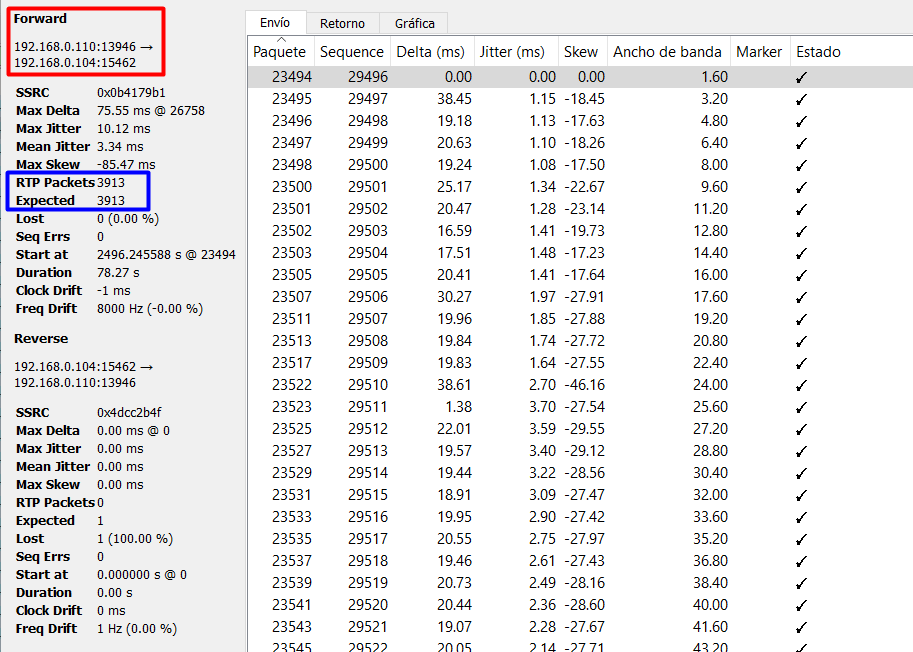 Forward
192.168.0.110:13946 →
192.168.0.104:15462
SSRC 0x0b4179b1
Max Delta 75.55 ms @ 26758
Max Jitter 10.12 ms
Mean Jitter 3.34 ms
Max Skew -85.47 ms
RTP Packets 3913
Expected 3913
Lost 0 (0.00 %)
Seq Errs 0
Start at 2496.245588 s @ 23494
Duration 78.27 s
Clock Drift -1 ms
Freq Drift 8000 Hz (-0.00 %)
Reverse
192.168.0.104:15462 →
192.168.0.110:13946
SSRC 0x4dcc2b4f
Max Delta 0.00 ms @ 0
Max Jitter 0.00 ms
Mean Jitter 0.00 ms
Max Skew 0.00 ms
RTP Packets 0
Expected 1
Lost 1 (100.00 %)
Seq Errs 0
Start at 0.000000 s @ 0
Duration 0.00 s
Clock Drift 0 ms
Freq Drift 1 Hz (0.00 %)
Envío Retorno Gráfica
Paquete Sequence Delta (ms) Jitter (ms) Skew Ancho de banda Marker Estado
23494 29496 0.00 0.00 0.00 1.60 ✓
23495 29497 38.45 1.15 -18.45 3.20 ✓
23496 29498 19.18 1.13 -17.63 4.80 ✓
23497 29499 20.63 1.10 -18.26 6.40 ✓
23498 29500 19.24 1.08 -17.50 8.00 ✓
23500 29501 25.17 1.34 -22.67 9.60 ✓
23501 29502 20.47 1.28 -23.14 11.20 ✓
23502 29503 16.59 1.41 -19.73 12.80 ✓
23503 29504 17.51 1.48 -17.23 14.40 ✓
23505 29505 20.41 1.41 -17.64 16.00 ✓
23507 29506 30.27 1.97 -27.91 17.60 ✓
23511 29507 19.96 1.85 -27.88 19.20 ✓
23513 29508 19.84 1.74 -27.72 20.80 ✓
23517 29509 19.83 1.64 -27.55 22.40 ✓
23522 29510 38.61 2.70 -46.16 24.00 ✓
23523 29511 1.38 3.70 -27.54 25.60 ✓
23525 29512 22.01 3.59 -29.55 27.20 ✓
23527 29513 19.57 3.40 -29.12 28.80 ✓
23529 29514 19.44 3.22 -28.56 30.40 ✓
23531 29515 18.91 3.09 -27.47 32.00 ✓
23533 29516 19.95 2.90 -27.42 33.60 ✓
23535 29517 20.55 2.75 -27.97 35.20 ✓
23537 29518 19.46 2.61 -27.43 36.80 ✓
23539 29519 20.73 2.49 -28.16 38.40 ✓
23541 29520 20.44 2.36 -28.60 40.00 ✓
23543 29521 19.07 2.28 -27.67 41.60 ✓
23545 29522 20.05 2.14 -27.71 43.20 ✓